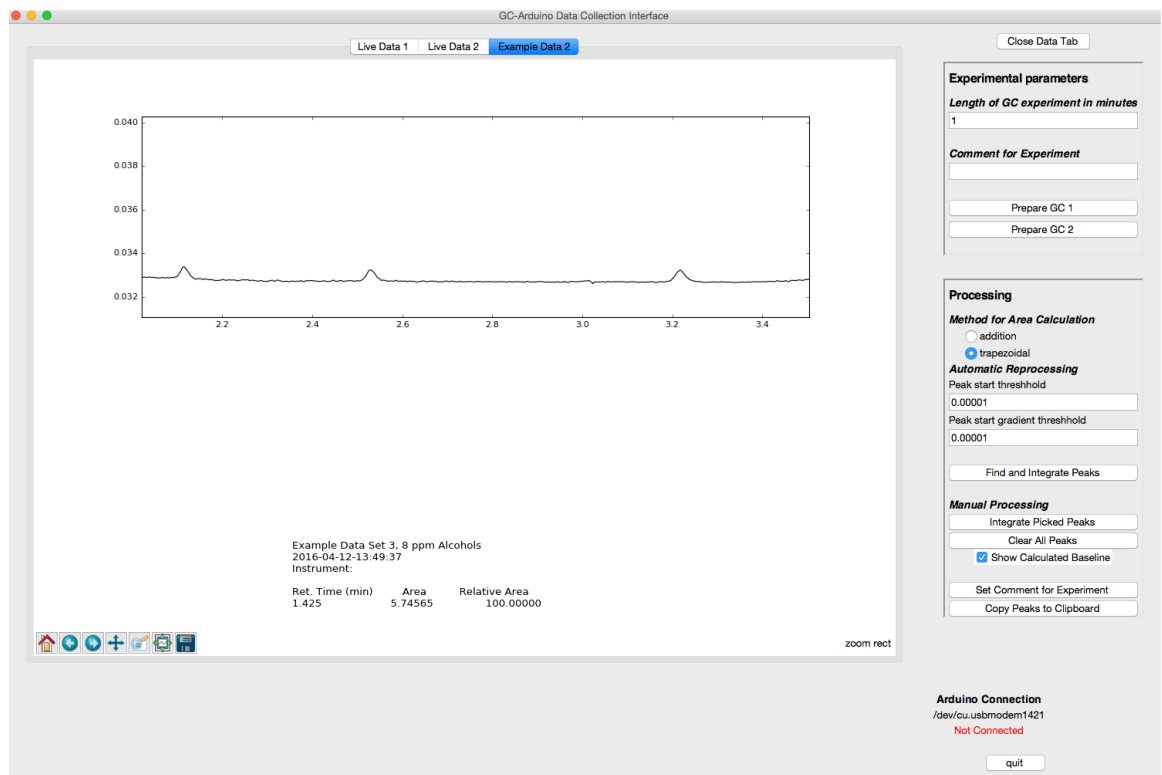 GC-Arduino Data Collection Interface
Live Data 1 Live Data 2 Example Data 2
0.040
0.038
0.036
0.034
0.032
2.2 2.4 2.6 2.8 3.0 3.2 3.4
Example Data Set 3, 8 ppm Alcohols
2016-04-12-13:49:37
Instrument:
Ret. Time (min) Area Relative Area
1.425 5.74565 100.00000
zoom rect
Close Data Tab
Experimental parameters
Length of GC experiment in minutes
1
Comment for Experiment
Prepare GC 1
Prepare GC 2
Processing
Method for Area Calculation
addition
trapezoidal
Automatic Reprocessing
Peak start threshhold
0.00001
Peak start gradient threshhold
0.00001
Find and Integrate Peaks
Manual Processing
Integrate Picked Peaks
Clear All Peaks
Show Calculated Baseline
Set Comment for Experiment
Copy Peaks to Clipboard
Arduino Connection
/dev/cu.usbmodem1421
Not Connected
quit